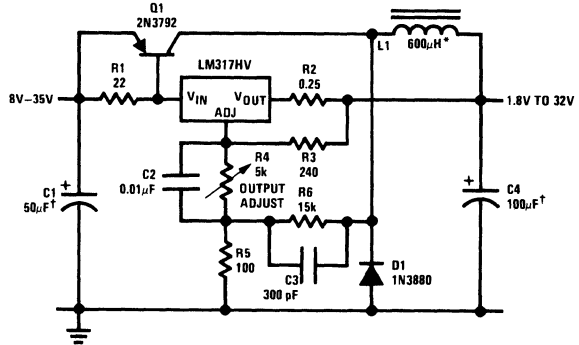 Q1
2N3792
L1
600μH*
R1
22
LM317HV
R2
0.25
8V–35V
VIN
VOUT
1.8V TO 32V
ADJ
R3
240
R4
5k
C2
0.01μF
OUTPUT
ADJUST
R6
15k
C1
50μF†
C4
100μF†
R5
100
C3
300 pF
D1
1N3880
+
+